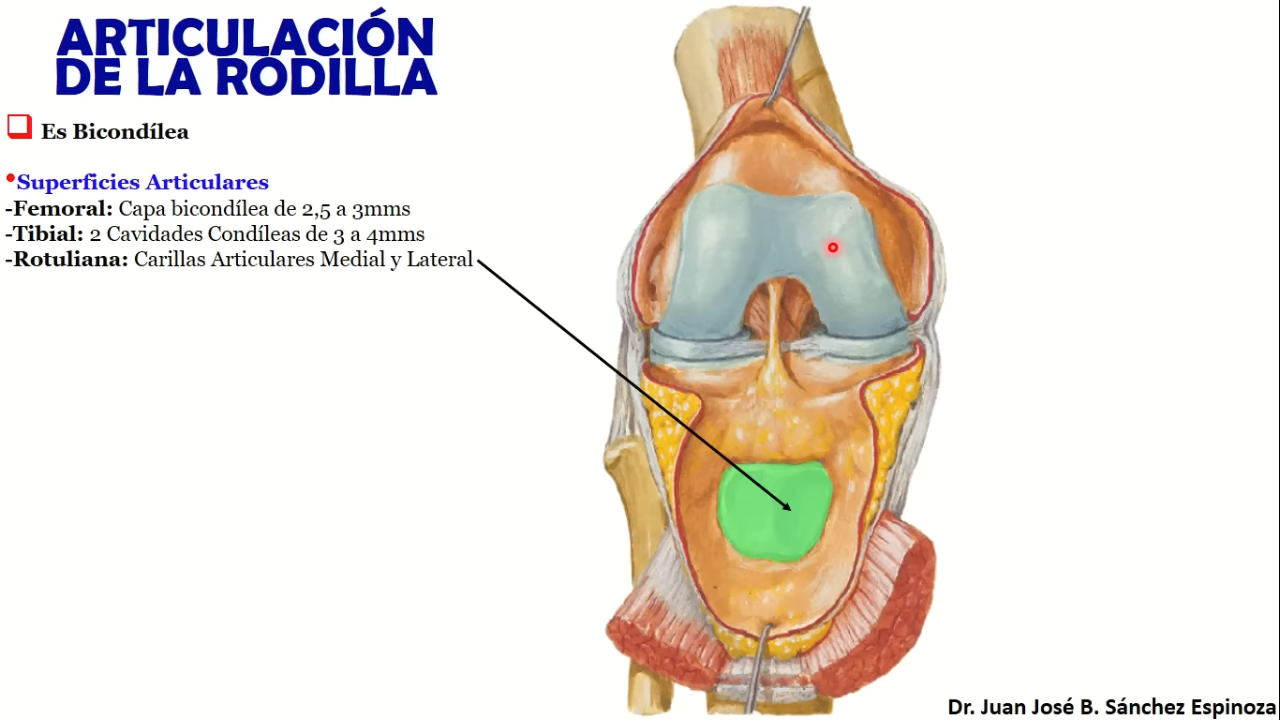 ARTICULACIÓN
DE LA RODILLA
Es Bicondílea
•Superficies Articulares
-Femoral: Capa bicondílea de 2,5 a 3mms
-Tibial: 2 Cavidades Condíleas de 3 a 4mms
-Rotuliana: Carillas Articulares Medial y Lateral
Dr. Juan José B. Sánchez Espinoza